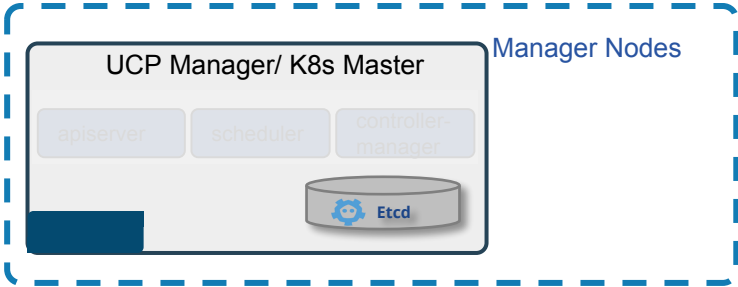 Manager Nodes
UCP Manager/ K8s Master
apiserver
scheduler
controller-
manager
Etcd